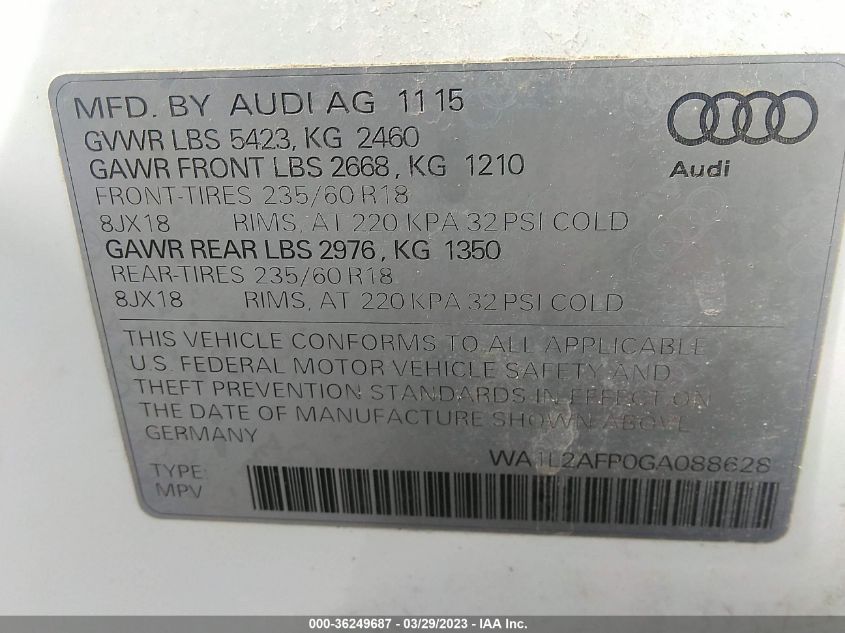 MFD. BY AUDI AG 11 15
GVWR LBS 5423, KG 2460
GAWR FRONT LBS 2668, KG 1210
FRONT-TIRES 235/60 R18
8JX18 RIMS, AT 220 KPA 32 PSI COLD
GAWR REAR LBS 2976, KG 1350
REAR-TIRES 235/60 R18
8JX18 RIMS, AT 220 KPA 32 PSI COLD
Audi
THIS VEHICLE CONFORMS TO ALL APPLICABLE
U.S. FEDERAL MOTOR VEHICLE SAFETY AND
THEFT PREVENTION STANDARDS IN EFFECT ON
THE DATE OF MANUFACTURE SHOWN ABOVE
GERMANY
WA1L2AFP0GA088628
TYPE:
MPV
000-36249687 - 03/29/2023 - IAA Inc.